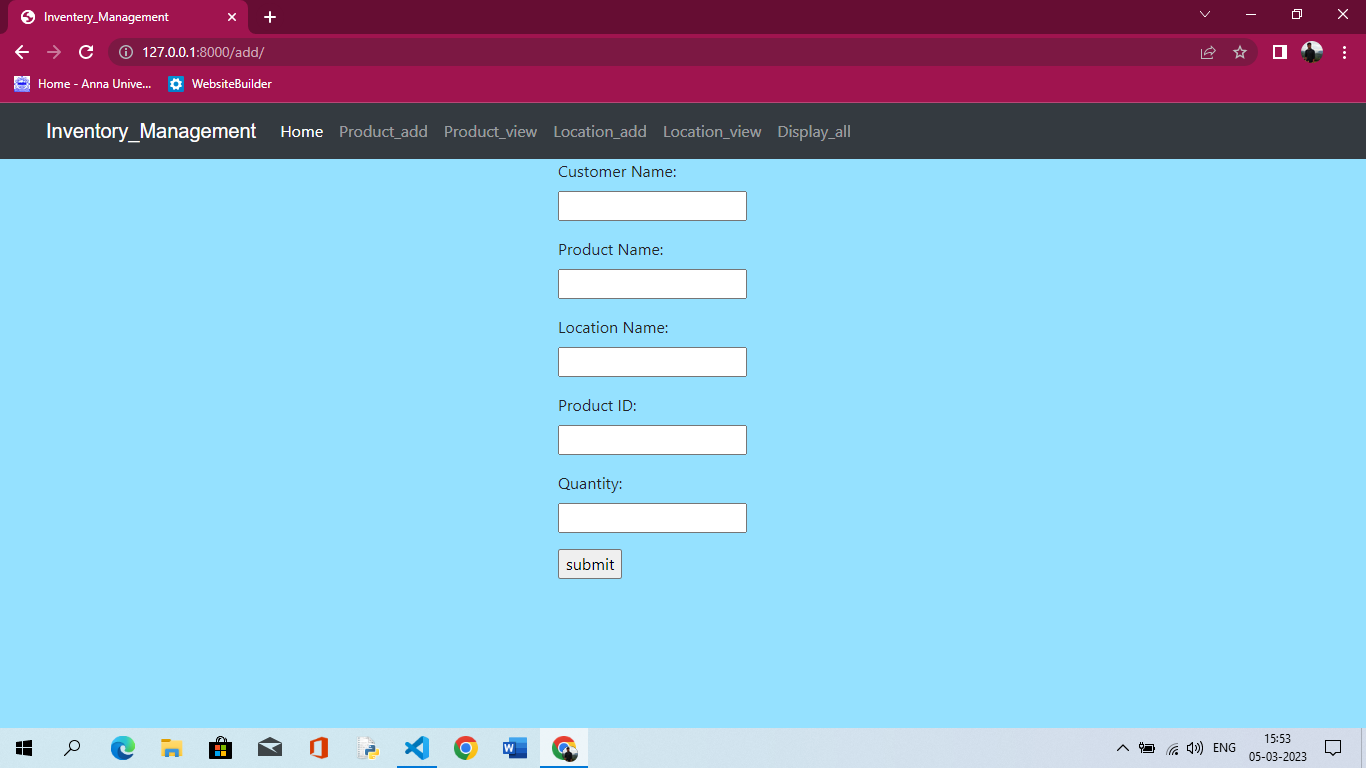 Inventery_Management
127.0.0.1:8000/add/
Home - Anna Unive... WebsiteBuilder
Inventory_Management Home Product_add Product_view Location_add Location_view Display_all
Customer Name:
Product Name:
Location Name:
Product ID:
Quantity:
submit
ENG 15:53
05-03-2023